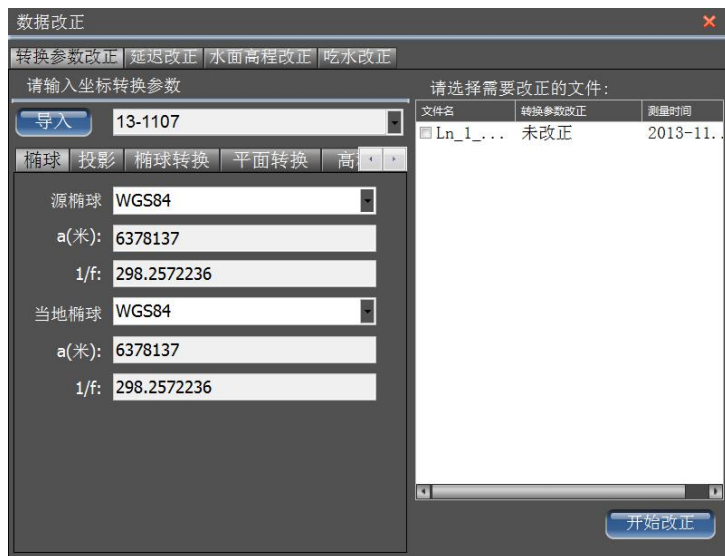 数据改正
转换参数改正 延迟改正 水面高程改正 吃水改正
请输入坐标转换参数
导入 13-1107
椭球 投影 椭球转换 平面转换 高
源椭球 WGS84
a(米): 6378137
1/f: 298.2572236
当地椭球 WGS84
a(米): 6378137
1/f: 298.2572236
请选择需要改正的文件:
文件名 转换参数改正 测量时间
Ln_1_... 未改正 2013-11..
开始改正